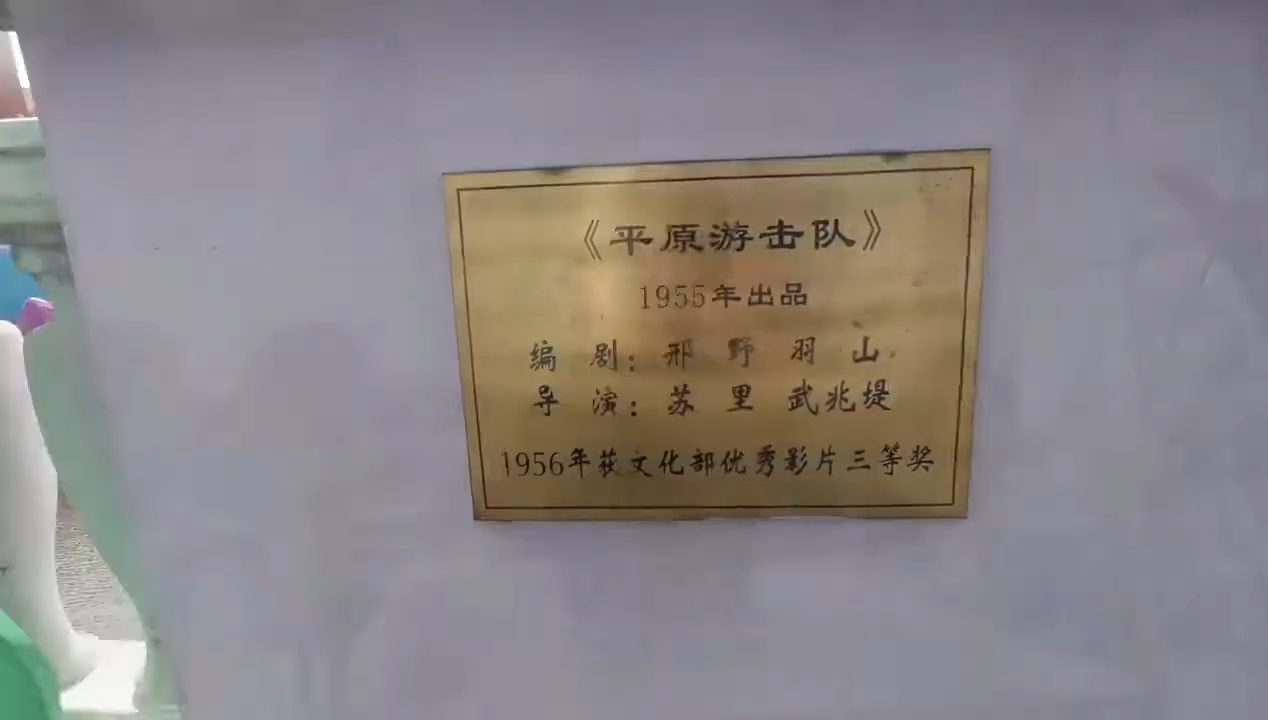 《平原游击队》
1955年出品
编 剧：邢 野 羽 山
导 演：苏 里 武兆堤
1956年获文化部优秀影片三等奖